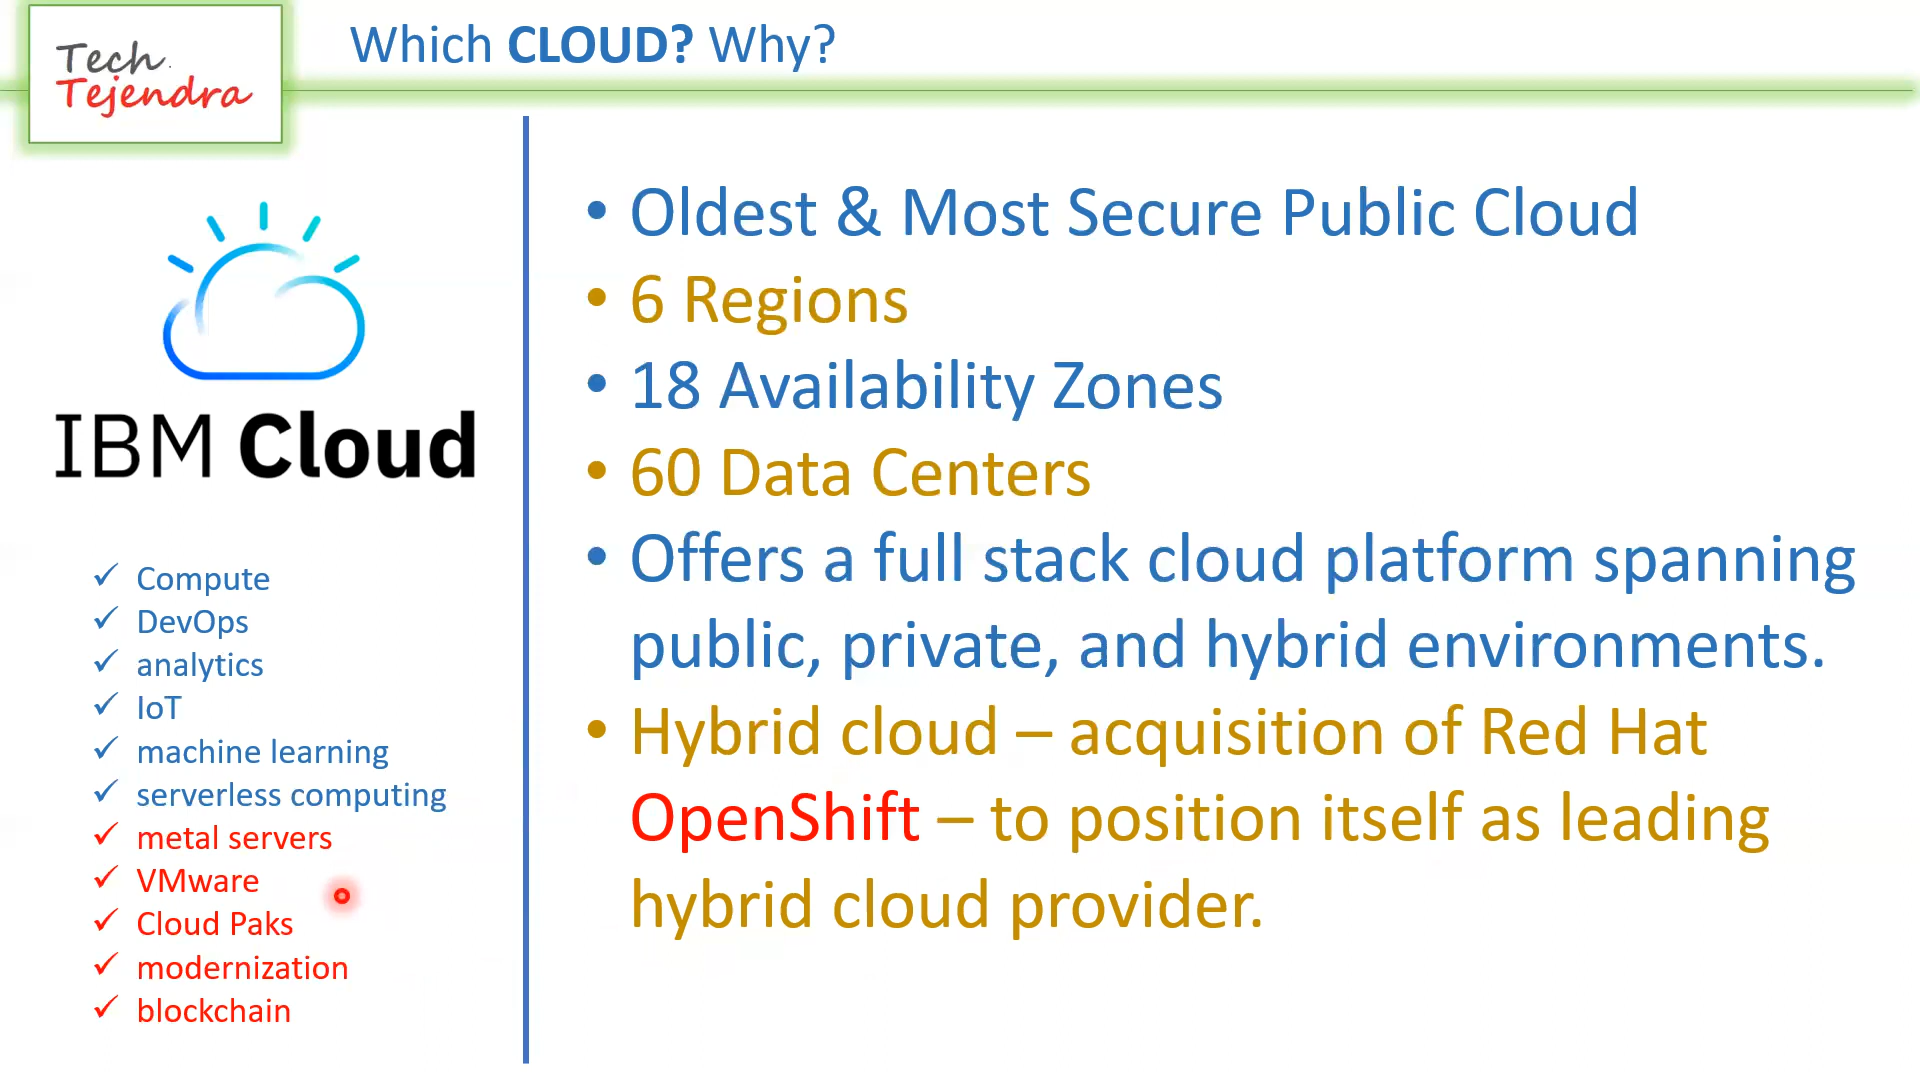 Tech
Tejendra
Which CLOUD? Why?
IBM Cloud
✓ Compute
✓ DevOps
✓ analytics
✓ IoT
✓ machine learning
✓ serverless computing
✓ metal servers
✓ VMware
✓ Cloud Paks
✓ modernization
✓ blockchain
• Oldest & Most Secure Public Cloud
• 6 Regions
• 18 Availability Zones
• 60 Data Centers
• Offers a full stack cloud platform spanning
public, private, and hybrid environments.
• Hybrid cloud – acquisition of Red Hat
OpenShift – to position itself as leading
hybrid cloud provider.